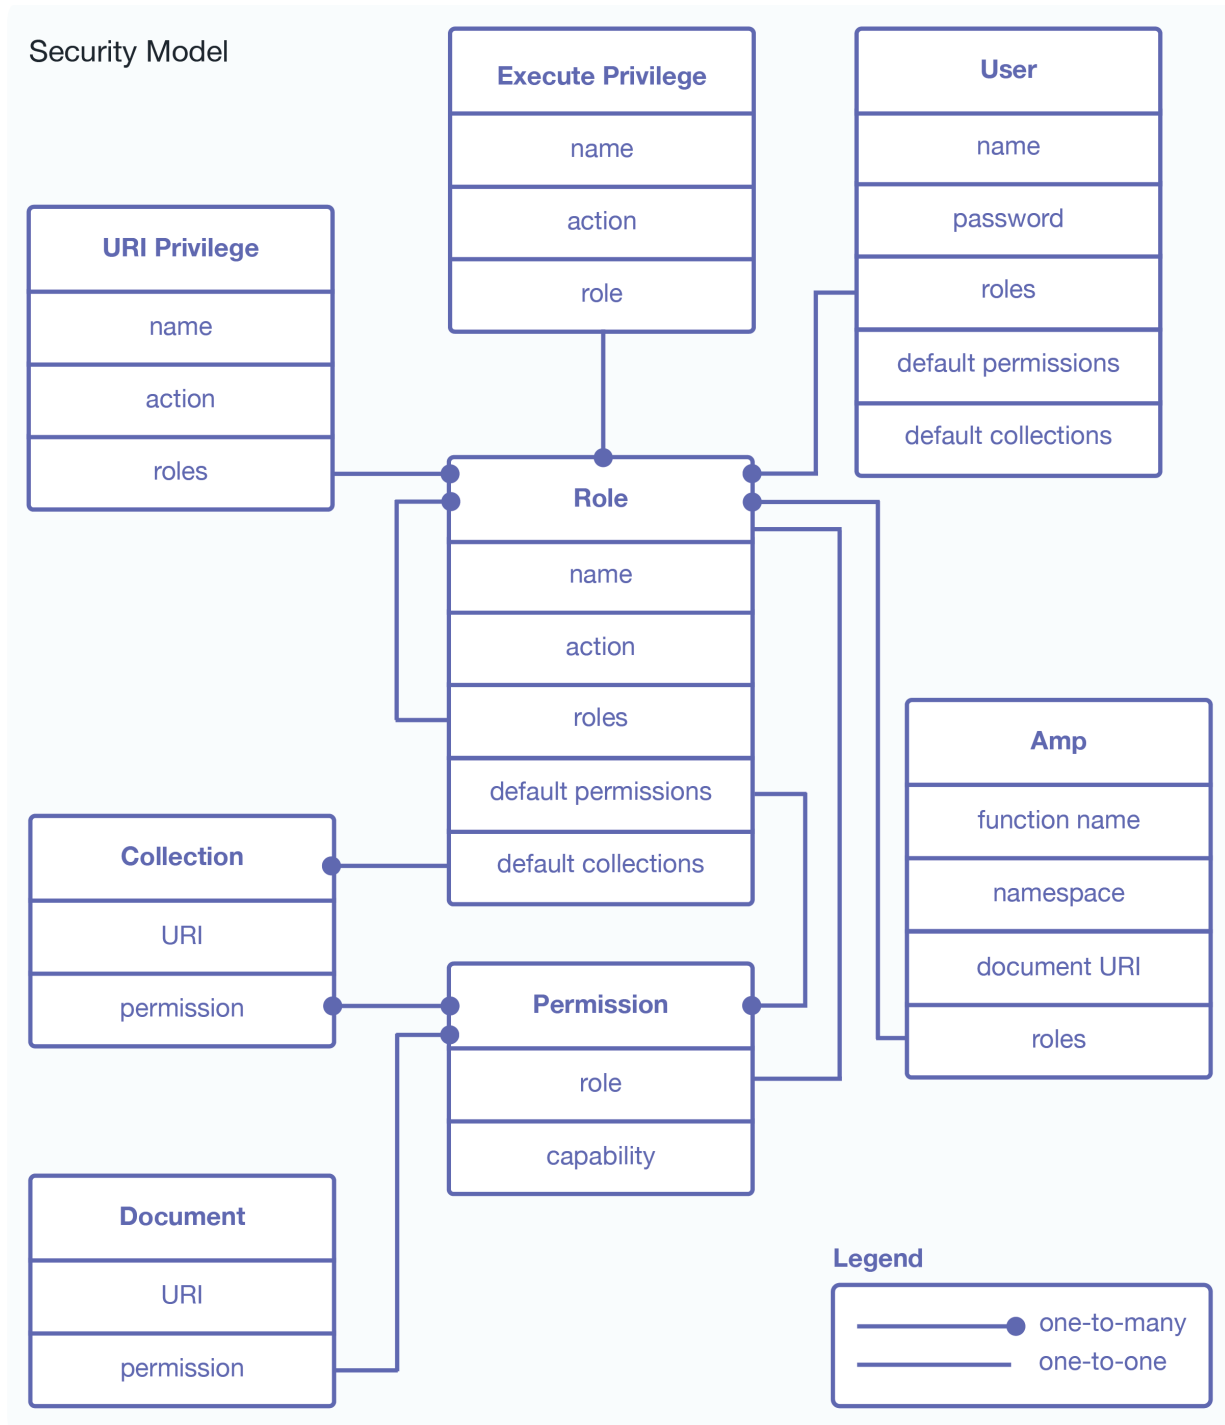 Security Model
Execute Privilege
name
action
role
User
name
password
roles
default permissions
default collections
URI Privilege
name
action
roles
Role
name
action
roles
default permissions
default collections
Amp
function name
namespace
document URI
roles
Collection
URI
permission
Permission
role
capability
Document
URI
permission
Legend
one-to-many
one-to-one